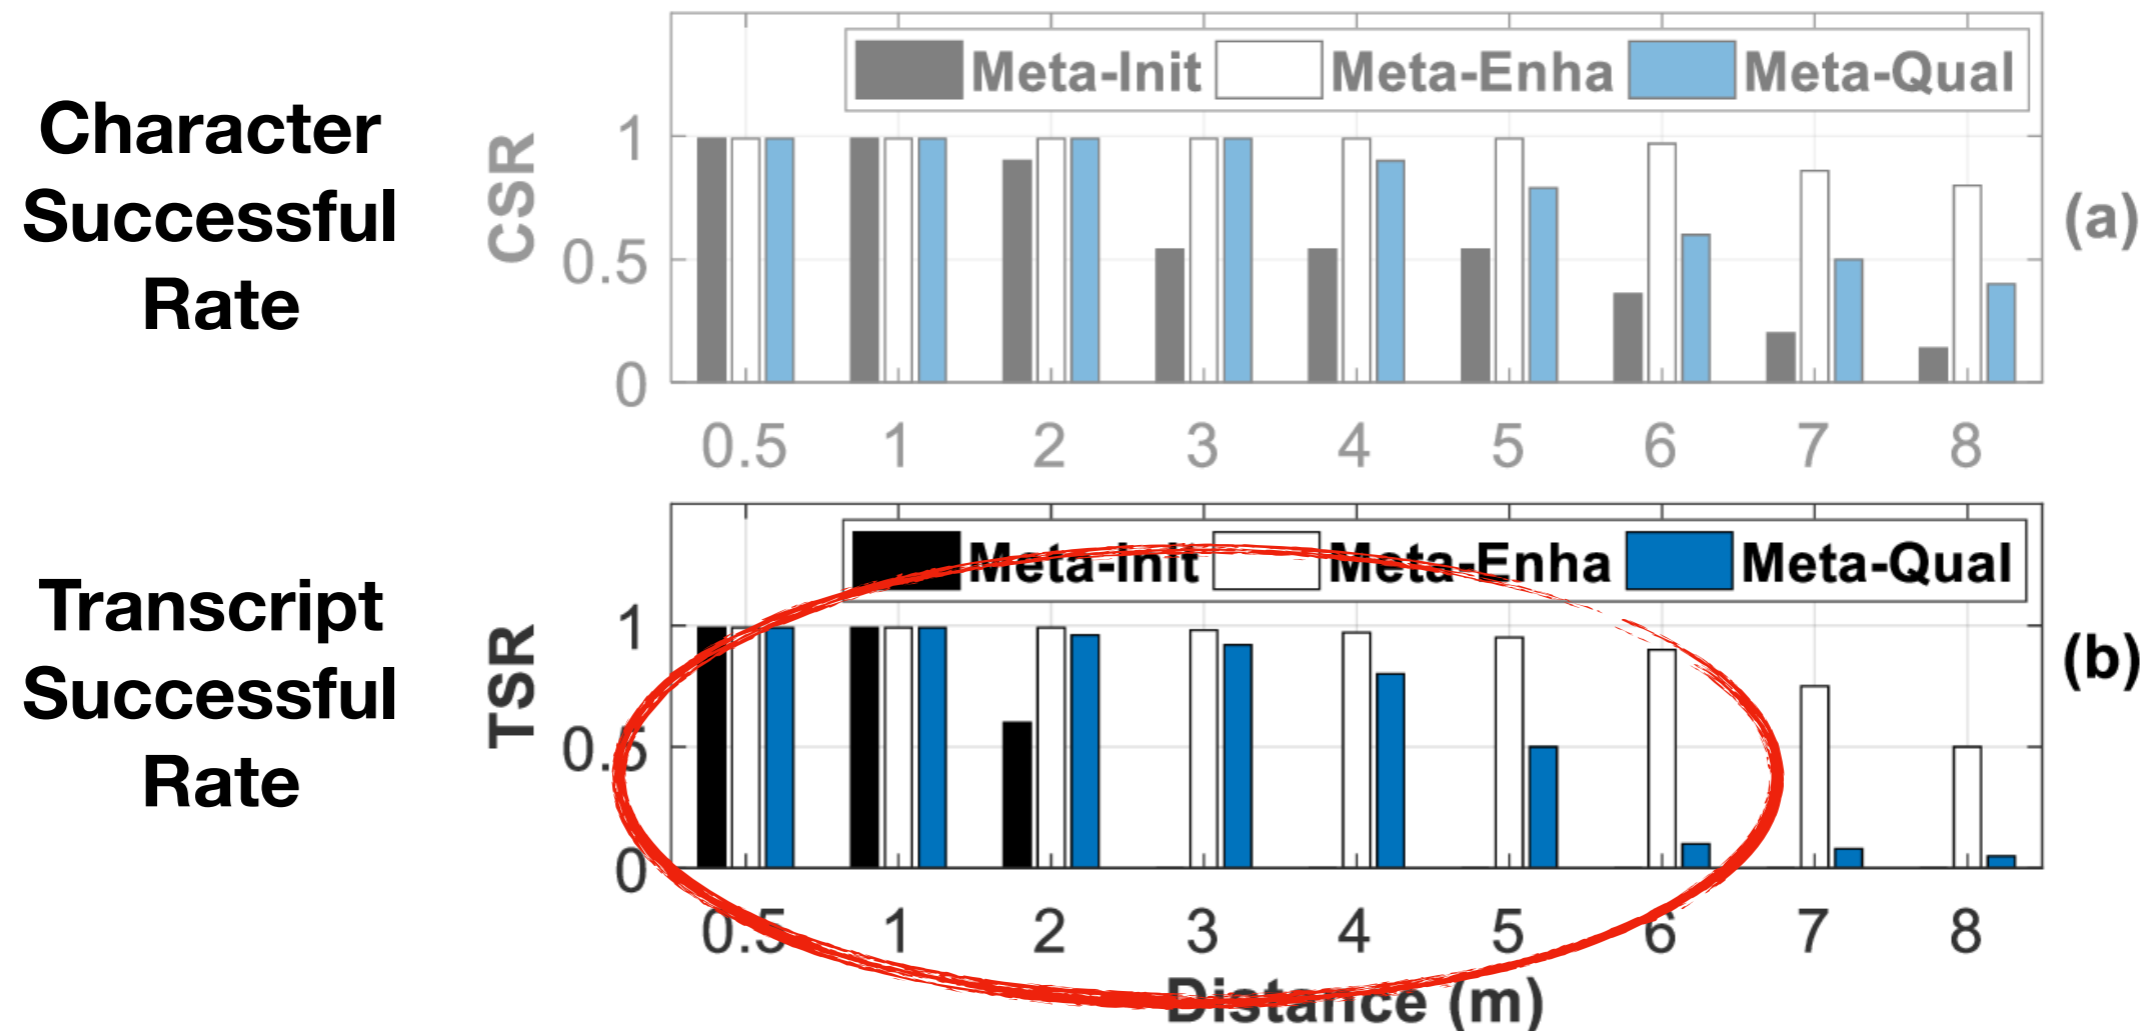 Character
Successful
Rate
Meta-Init Meta-Enha Meta-Qual
CSR
1
0.5
0
0.5 1 2 3 4 5 6 7 8
(a)
Transcript
Successful
Rate
Meta-Init Meta-Enha Meta-Qual
TSR
1
0.5
0
0.5 1 2 3 4 5 6 7 8
Distance (m)
(b)